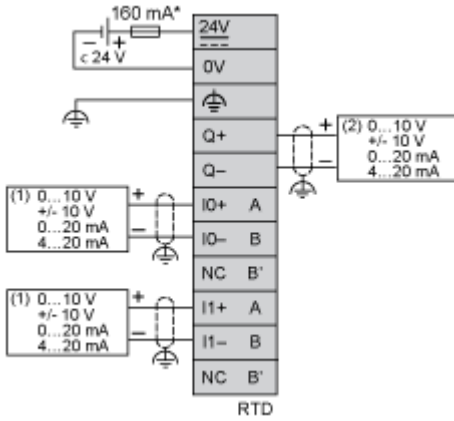 160 mA*
24V
− +
c 24 V
0V
Q+
+ (2) 0...10 V
+/- 10 V
Q−
− 0...20 mA
4...20 mA
(1) 0...10 V +
+/- 10 V
0...20 mA −
4...20 mA
I0+ A
I0− B
NC B'
(1) 0...10 V +
+/- 10 V
0...20 mA −
4...20 mA
I1+ A
I1− B
NC B'
RTD